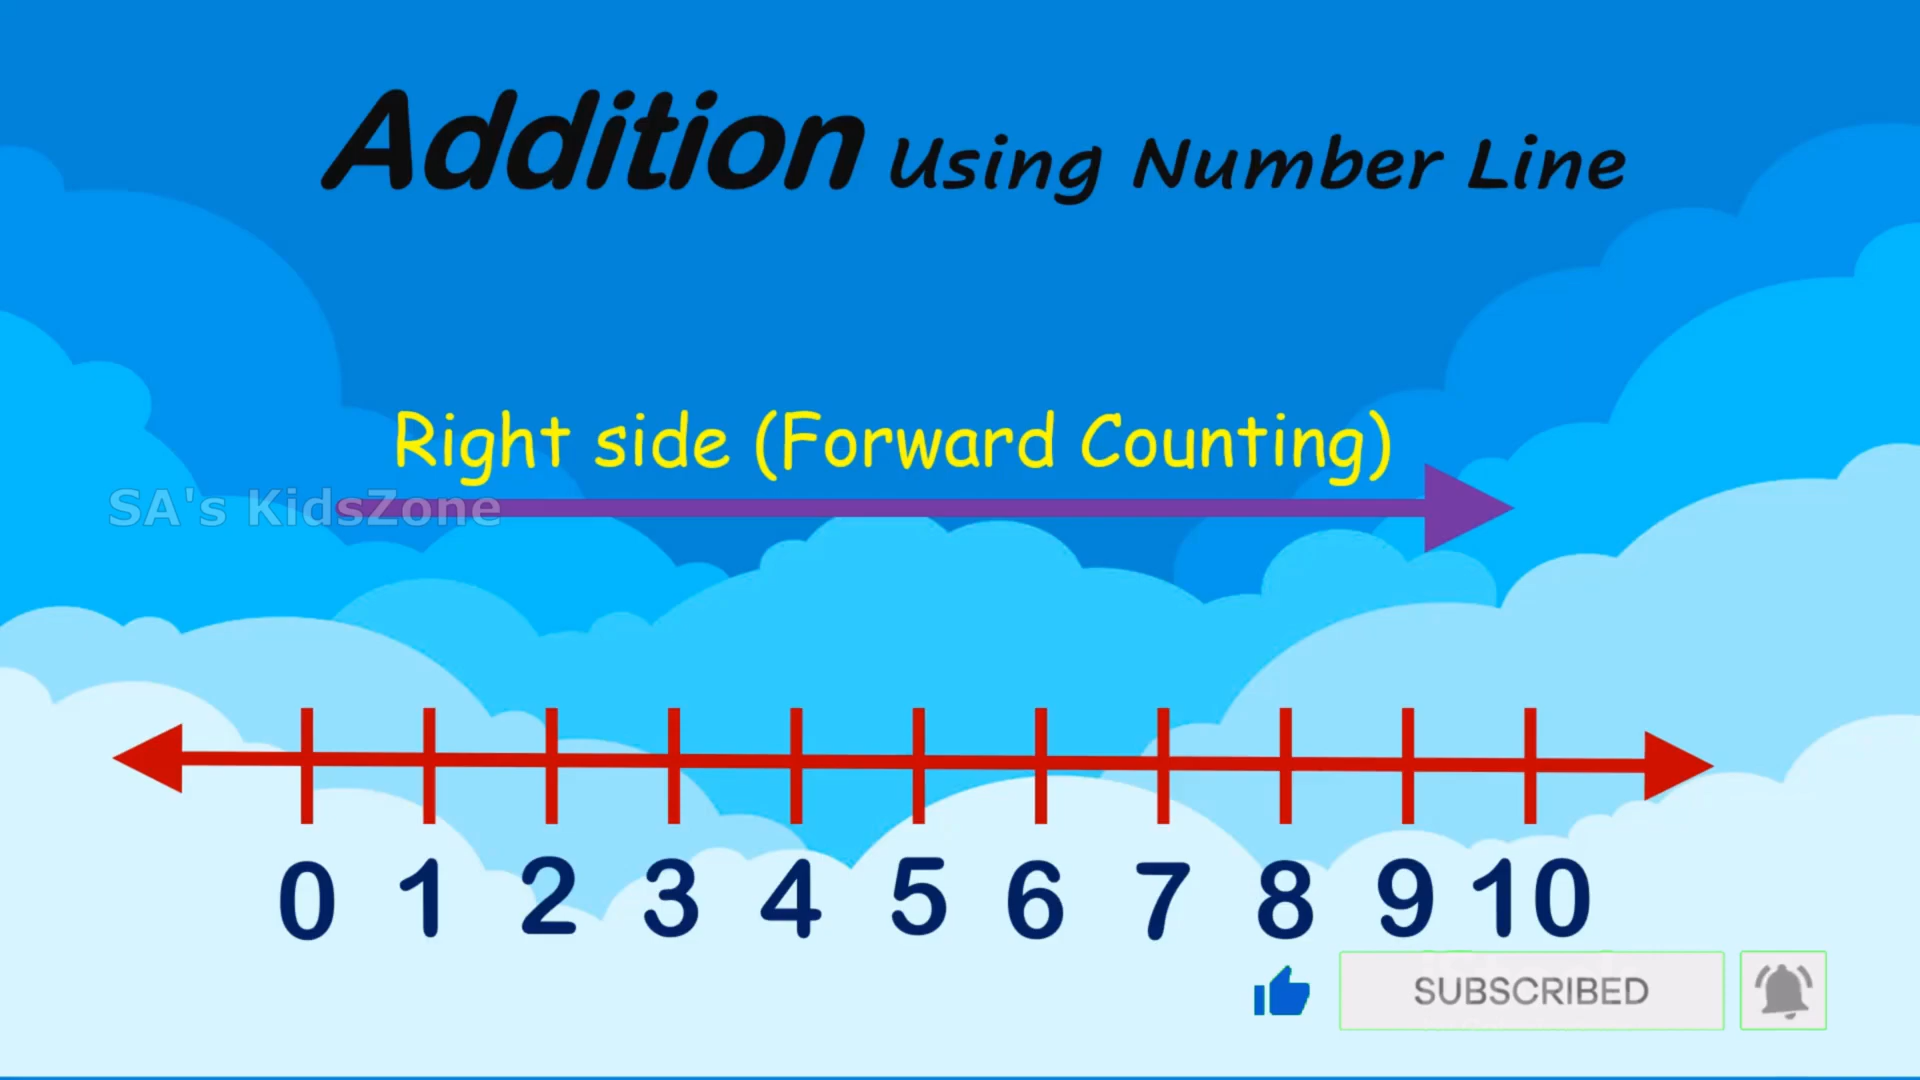 Addition Using Number Line
Right side (Forward Counting)
SA's KidsZone
0 1 2 3 4 5 6 7 8 9 10
SUBSCRIBED